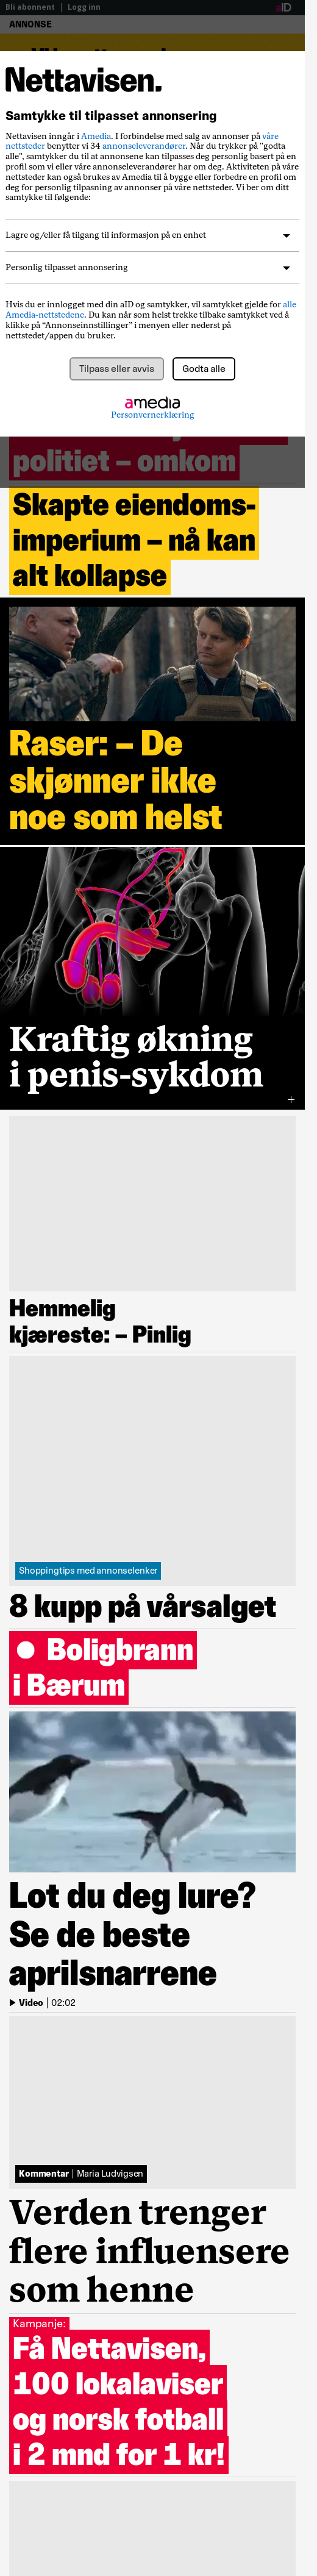 Bli abonnent | Logg inn
aID
ANNONSE
Nettavisen.
Samtykke til tilpasset annonsering
Nettavisen inngår i Amedia. I forbindelse med salg av annonser på våre
nettsteder benytter vi 34 annonseleverandører. Når du trykker på "godta
alle", samtykker du til at annonsene kan tilpasses deg personlig basert på en
profil som vi eller våre annonseleverandører har om deg. Aktiviteten på våre
nettsteder kan også brukes av Amedia til å bygge eller forbedre en profil om
deg for personlig tilpasning av annonser på våre nettsteder. Vi ber om ditt
samtykke til følgende:
Lagre og/eller få tilgang til informasjon på en enhet
Personlig tilpasset annonsering
Hvis du er innlogget med din aID og samtykker, vil samtykket gjelde for alle
Amedia-nettstedene. Du kan når som helst trekke tilbake samtykket ved å
klikke på “Annonseinnstillinger” i menyen eller nederst på
nettstedet/appen du bruker.
Tilpass eller avvis
Godta alle
amedia
Personvernerklæring
politiet – omkom
Skapte eiendoms-
imperium – nå kan
alt kollapse
Raser: – De
skjønner ikke
noe som helst
Kraftig økning
i penis-sykdom
+
Hemmelig
kjæreste: – Pinlig
Shoppingtips med annonselenker
8 kupp på vårsalget
Boligbrann
i Bærum
Lot du deg lure?
Se de beste
aprilsnarrene
Video | 02:02
Kommentar | Maria Ludvigsen
Verden trenger
flere influensere
som henne
Kampanje:
Få Nettavisen,
100 lokalaviser
og norsk fotball
i 2 mnd for 1 kr!